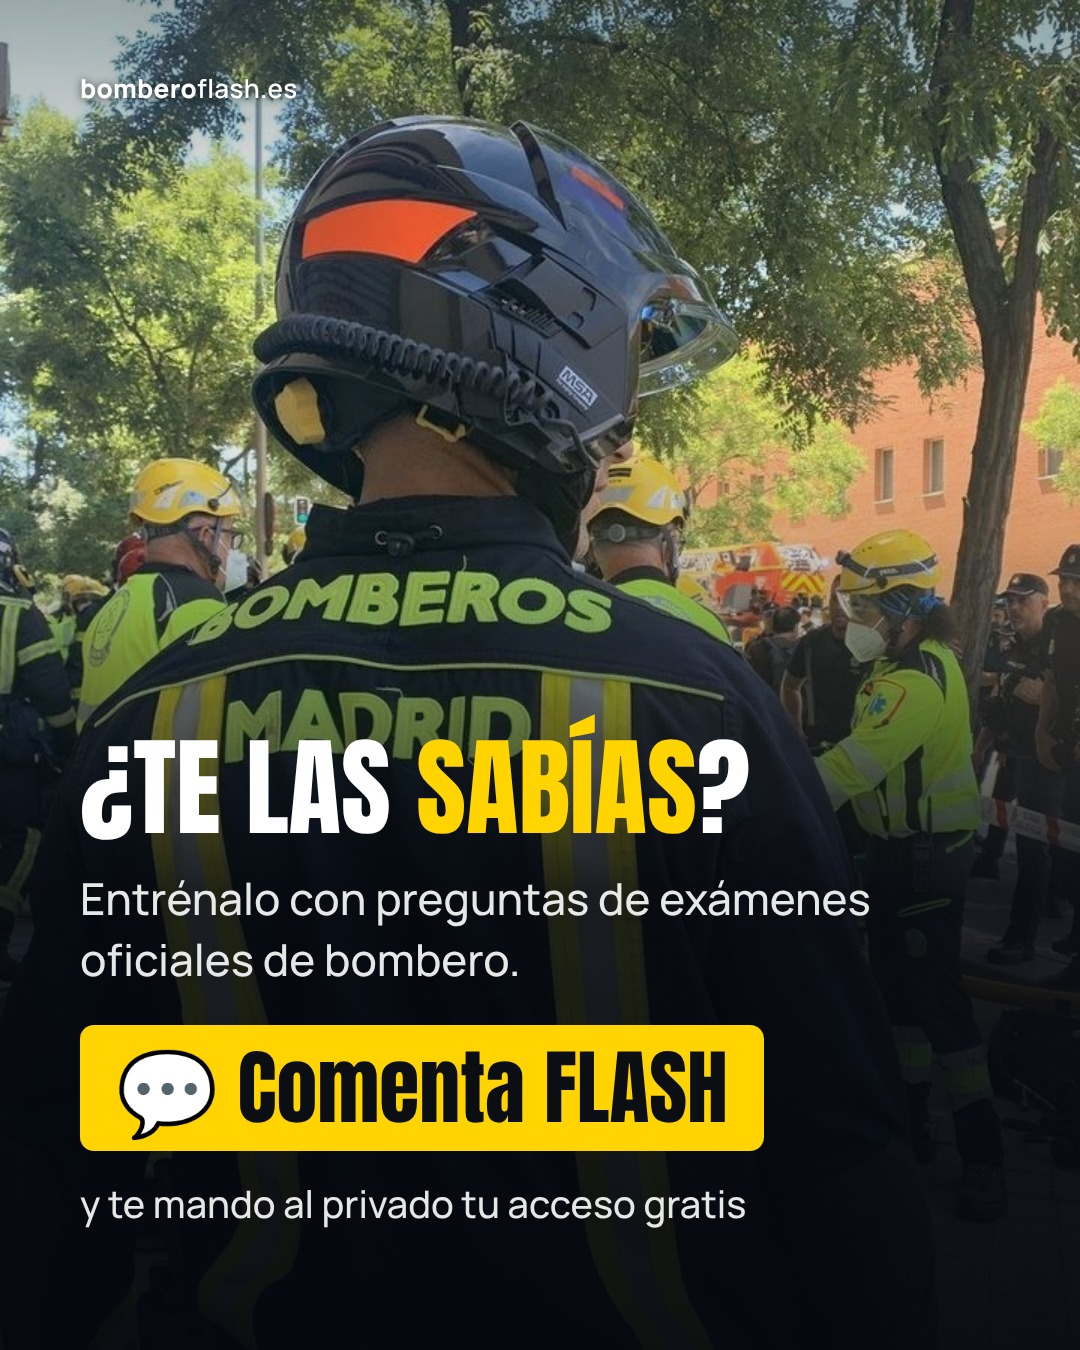 bomberoflash.es
MSA
BOMBEROS
MADRID
¿TE LAS SABÍAS?
Entrénalo con preguntas de exámenes
oficiales de bombero.
💬 Comenta FLASH
y te mando al privado tu acceso gratis